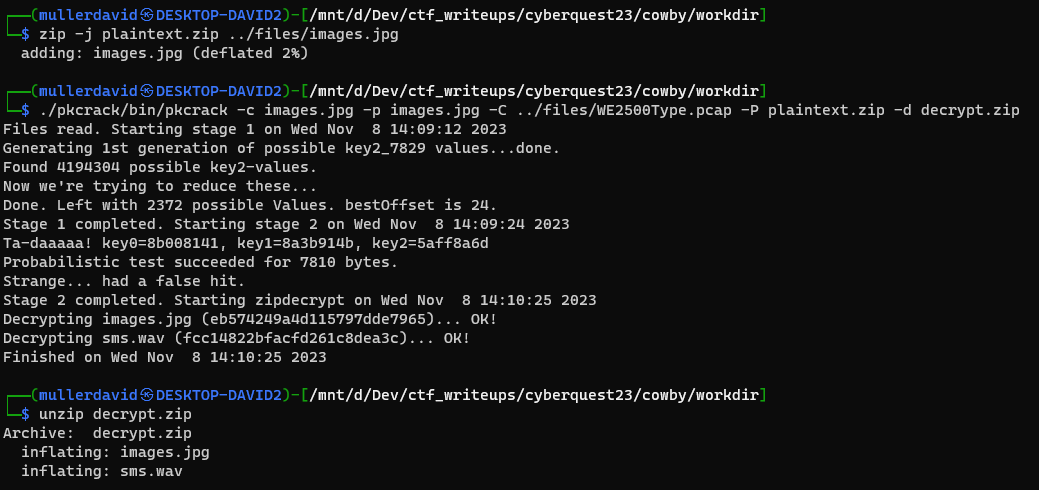 ┌──(mullerdavid㉿DESKTOP-DAVID2)-[/mnt/d/Dev/ctf_writeups/cyberquest23/cowby/workdir]
└─$ zip -j plaintext.zip ../files/images.jpg
  adding: images.jpg (deflated 2%)

┌──(mullerdavid㉿DESKTOP-DAVID2)-[/mnt/d/Dev/ctf_writeups/cyberquest23/cowby/workdir]
└─$ ./pkcrack/bin/pkcrack -c images.jpg -p images.jpg -C ../files/WE2500Type.pcap -P plaintext.zip -d decrypt.zip
Files read. Starting stage 1 on Wed Nov  8 14:09:12 2023
Generating 1st generation of possible key2_7829 values...done.
Found 4194304 possible key2-values.
Now we're trying to reduce these...
Done. Left with 2372 possible Values. bestOffset is 24.
Stage 1 completed. Starting stage 2 on Wed Nov  8 14:09:24 2023
Ta-daaaaa! key0=8b008141, key1=8a3b914b, key2=5aff8a6d
Probabilistic test succeeded for 7810 bytes.
Strange... had a false hit.
Stage 2 completed. Starting zipdecrypt on Wed Nov  8 14:10:25 2023
Decrypting images.jpg (eb574249a4d115797dde7965)... OK!
Decrypting sms.wav (fcc14822bfacfd261c8dea3c)... OK!
Finished on Wed Nov  8 14:10:25 2023

┌──(mullerdavid㉿DESKTOP-DAVID2)-[/mnt/d/Dev/ctf_writeups/cyberquest23/cowby/workdir]
└─$ unzip decrypt.zip
Archive:  decrypt.zip
  inflating: images.jpg
  inflating: sms.wav